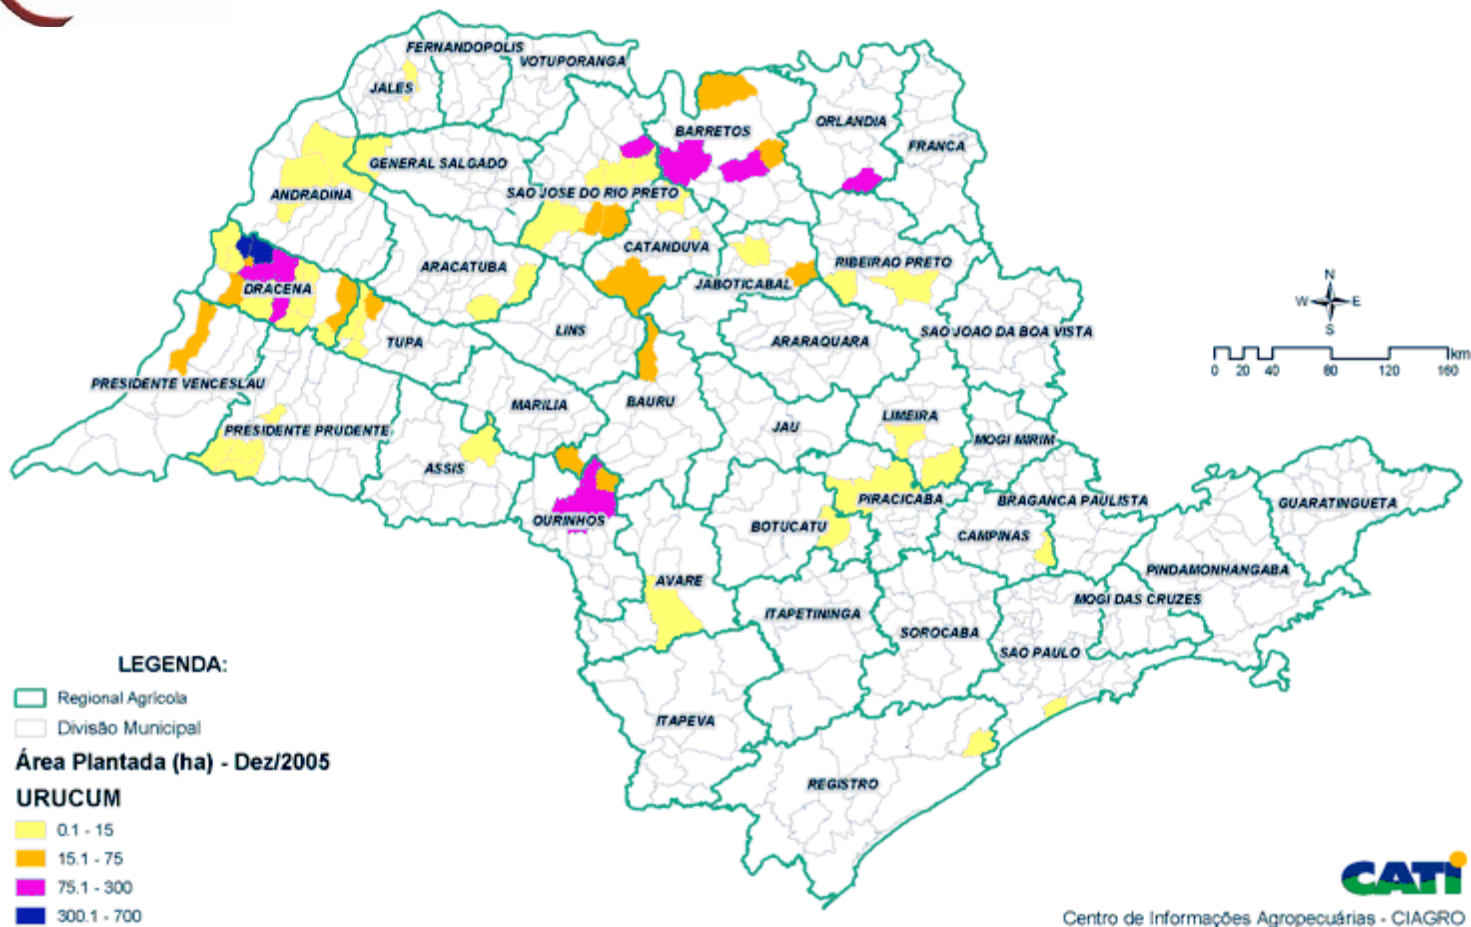 FERNANDOPOLIS
VOTUPORANGA
JALES
ORLANDIA
BARRETOS
FRANCA
GENERAL SALGADO
ANDRADINA
SAO JOSE DO RIO PRETO
CATANDUVA
RIBEIRAO PRETO
ARACATUBA
JABOTICABAL
DRACENA
LINS
SAO JOAO DA BOA VISTA
TUPA
ARARAQUARA
N
W E
S
km
0 20 40 80 120 160
PRESIDENTE VENCESLAU
MARILIA
BAURU
LIMEIRA
PRESIDENTE PRUDENTE
JAU
MOGI MIRIM
ASSIS
PIRACICABA
BRAGANCA PAULISTA
GUARATINGUETA
OURINHOS
BOTUCATU
CAMPINAS
PINDAMONHANGABA
AVARE
MOGI DAS CRUZES
ITAPETININGA
SOROCABA
SAO PAULO
ITAPEVA
REGISTRO
LEGENDA:
Regional Agrícola
Divisão Municipal
Área Plantada (ha) - Dez/2005
URUCUM
0.1 - 15
15.1 - 75
75.1 - 300
300.1 - 700
CATI
Centro de Informações Agropecuárias - CIAGRO